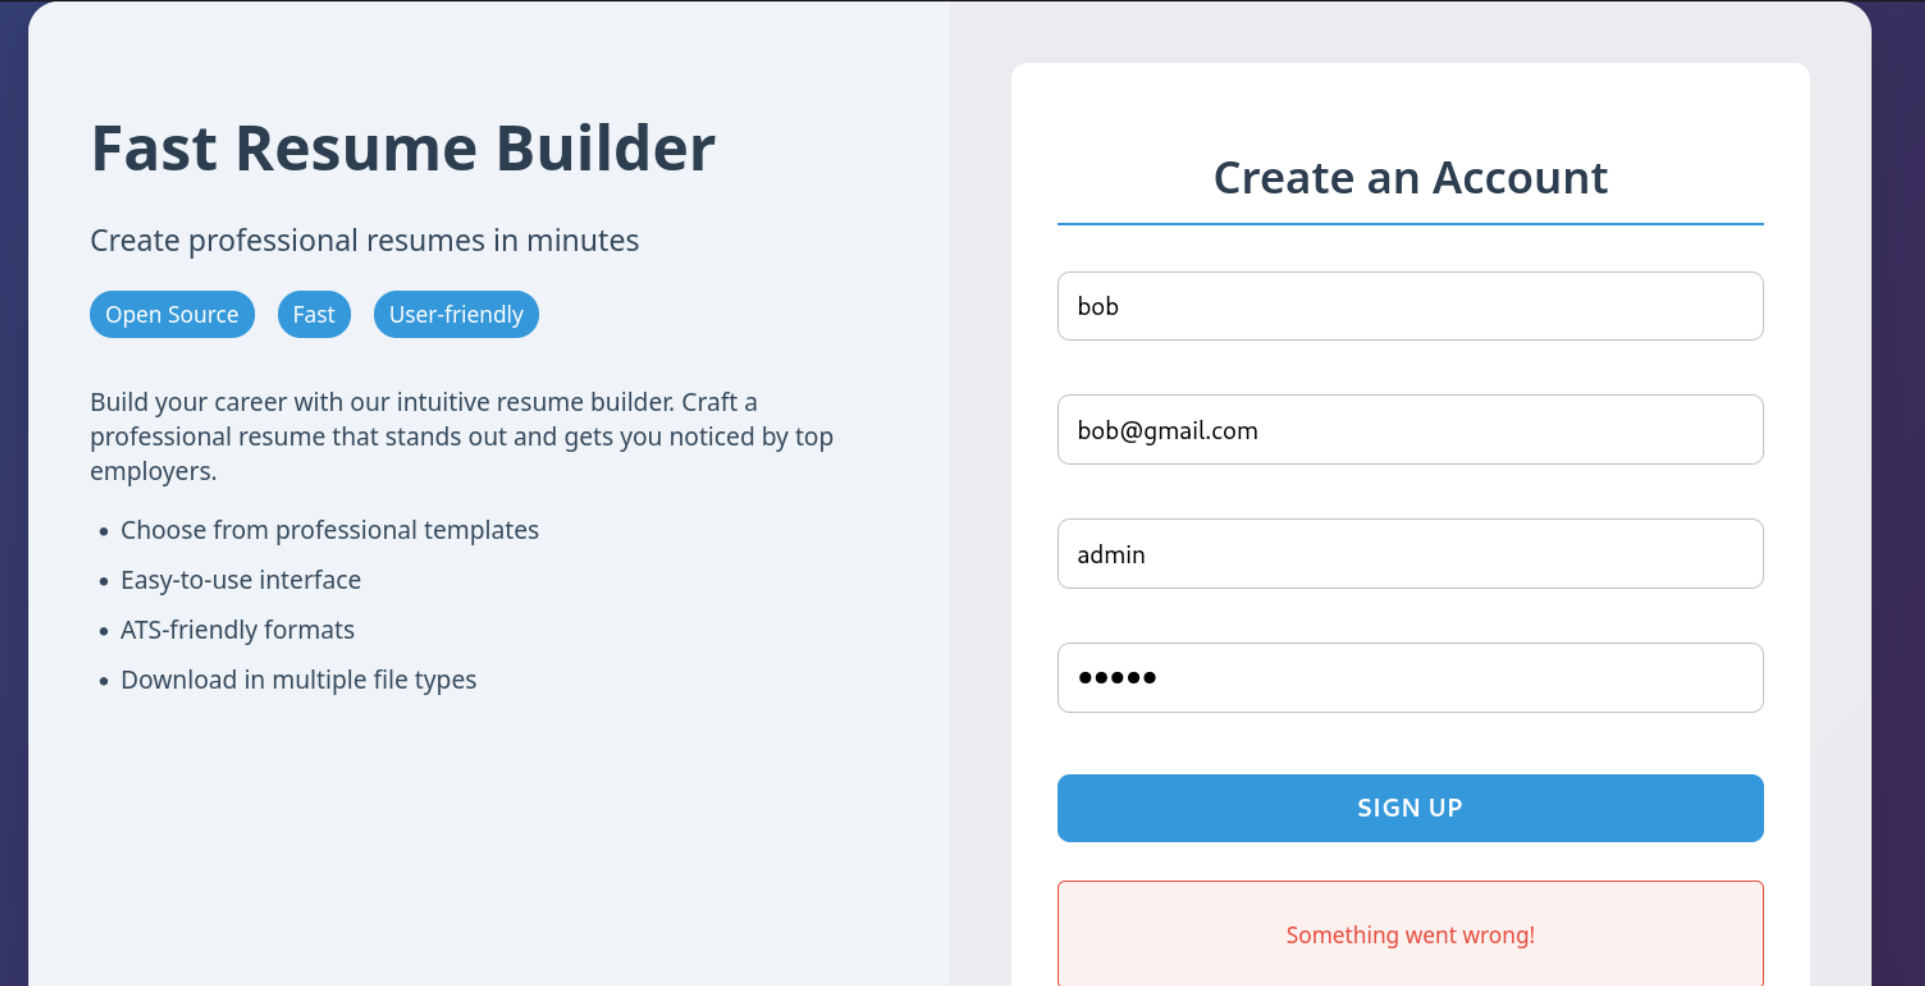 Fast Resume Builder
Create professional resumes in minutes
Open Source Fast User-friendly
Build your career with our intuitive resume builder. Craft a
professional resume that stands out and gets you noticed by top
employers.
• Choose from professional templates
• Easy-to-use interface
• ATS-friendly formats
• Download in multiple file types
Create an Account
bob
bob@gmail.com
admin
•••••
SIGN UP
Something went wrong!